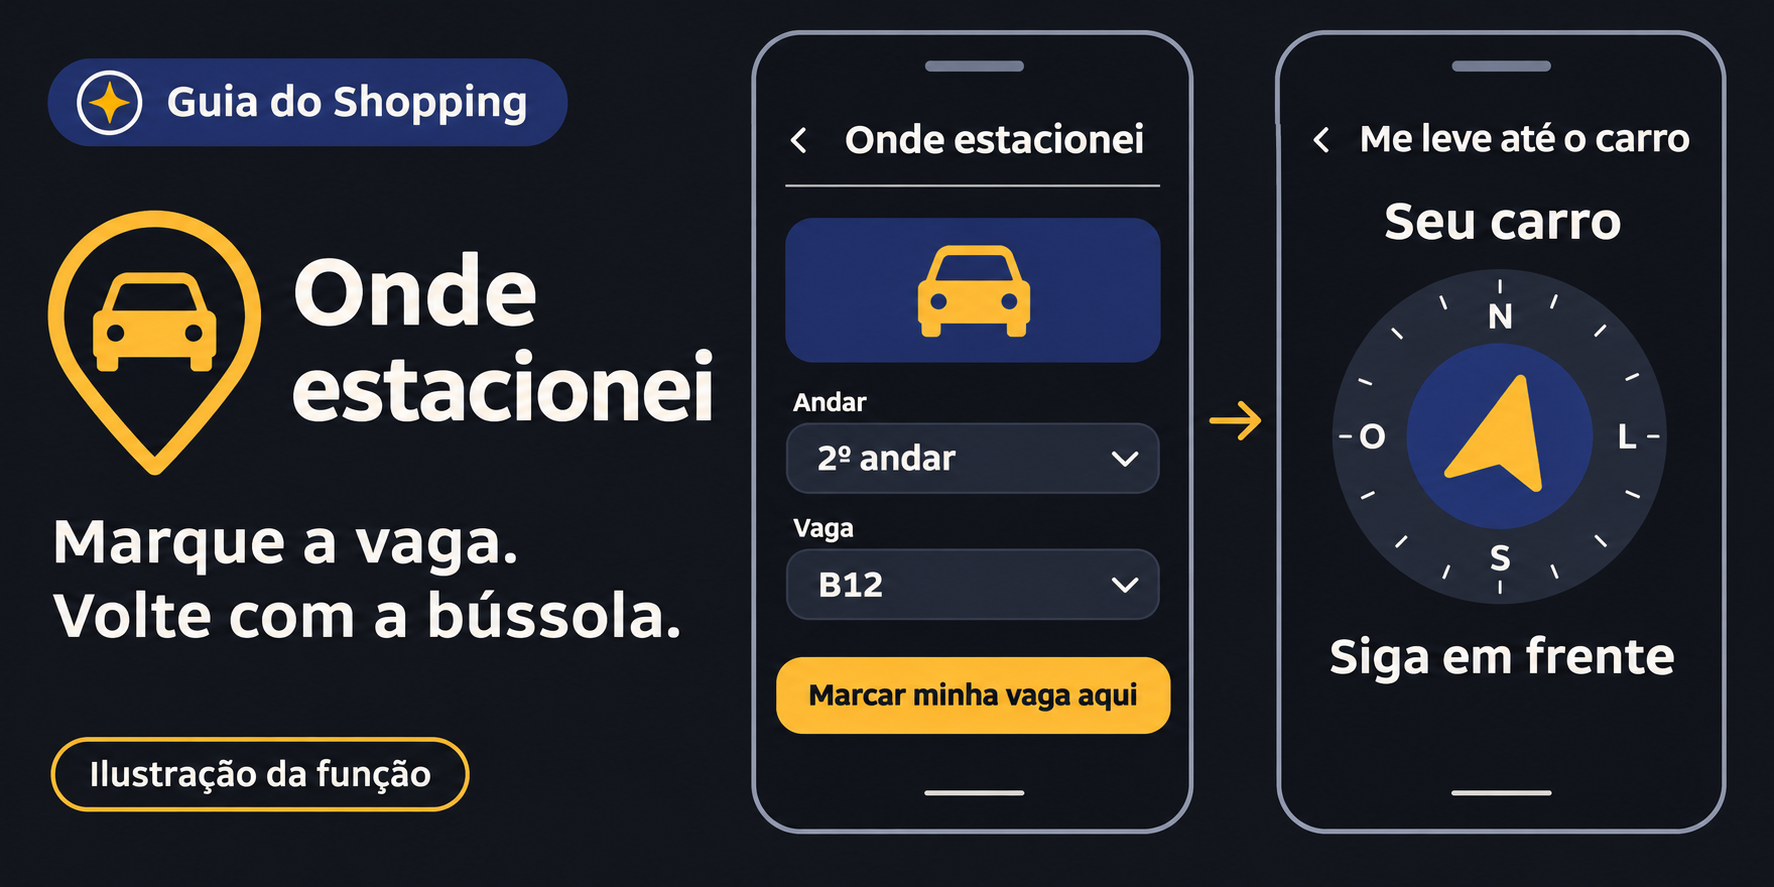 Guia do Shopping
Onde
estacionei
Marque a vaga.
Volte com a bússola.
Ilustração da função
Onde estacionei
Andar
2º andar
Vaga
B12
Marcar minha vaga aqui
Me leve até o carro
Seu carro
N
O
L
S
Siga em frente